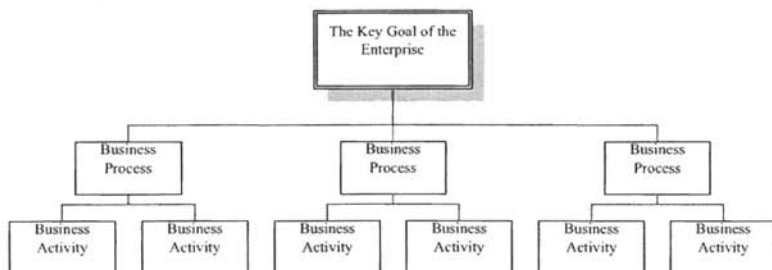 The Key Goal of the
Enterprise
Business
Process
Business
Process
Business
Process
Business
Activity
Business
Activity
Business
Activity
Business
Activity
Business
Activity
Business
Activity